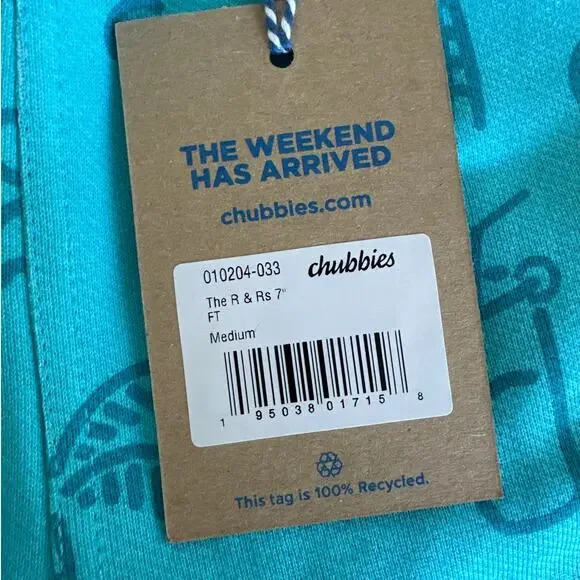 THE WEEKEND
HAS ARRIVED
chubbies.com
010204-033 chubbies
The R & Rs 7"
FT
Medium
1 95038 01715 8
This tag is 100% Recycled.